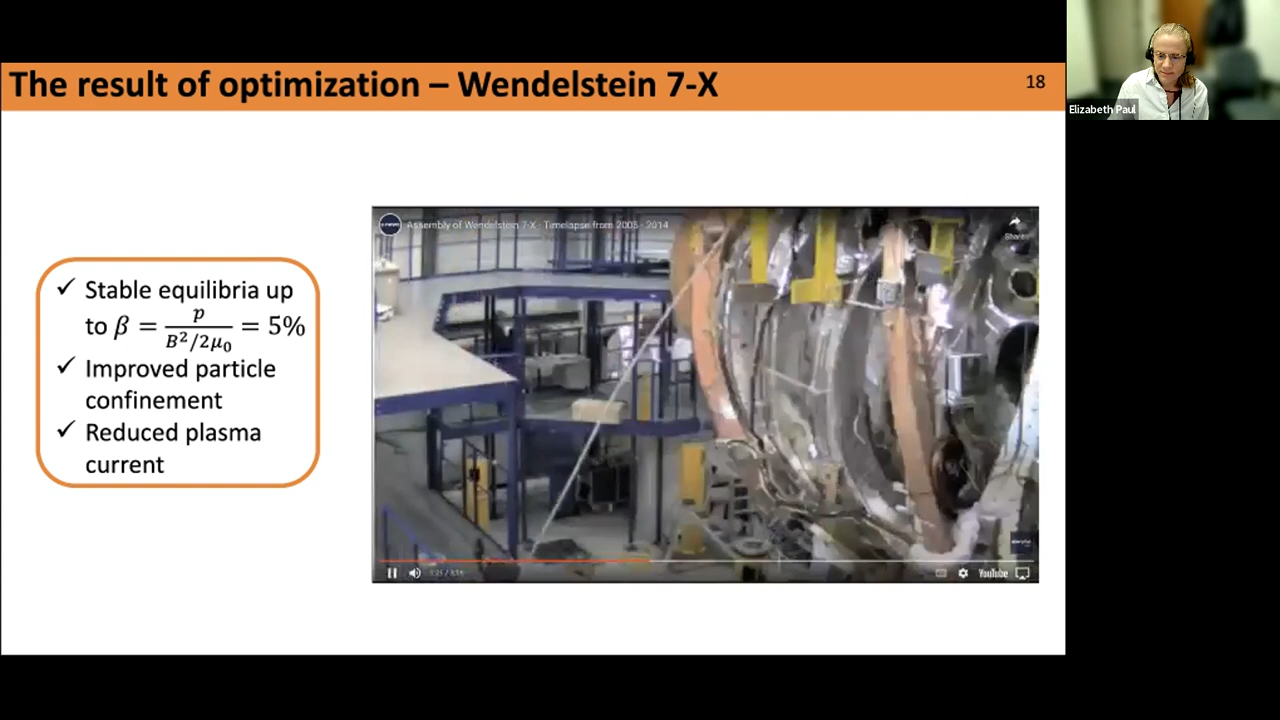 The result of optimization – Wendelstein 7-X
18
Elizabeth Paul
Assembly of Wendelstein 7-X - Timelapse from 2005 - 2014
Share
✓ Stable equilibria up
to β = p / B²/2μ₀ = 5%
✓ Improved particle
confinement
✓ Reduced plasma
current
YouTube